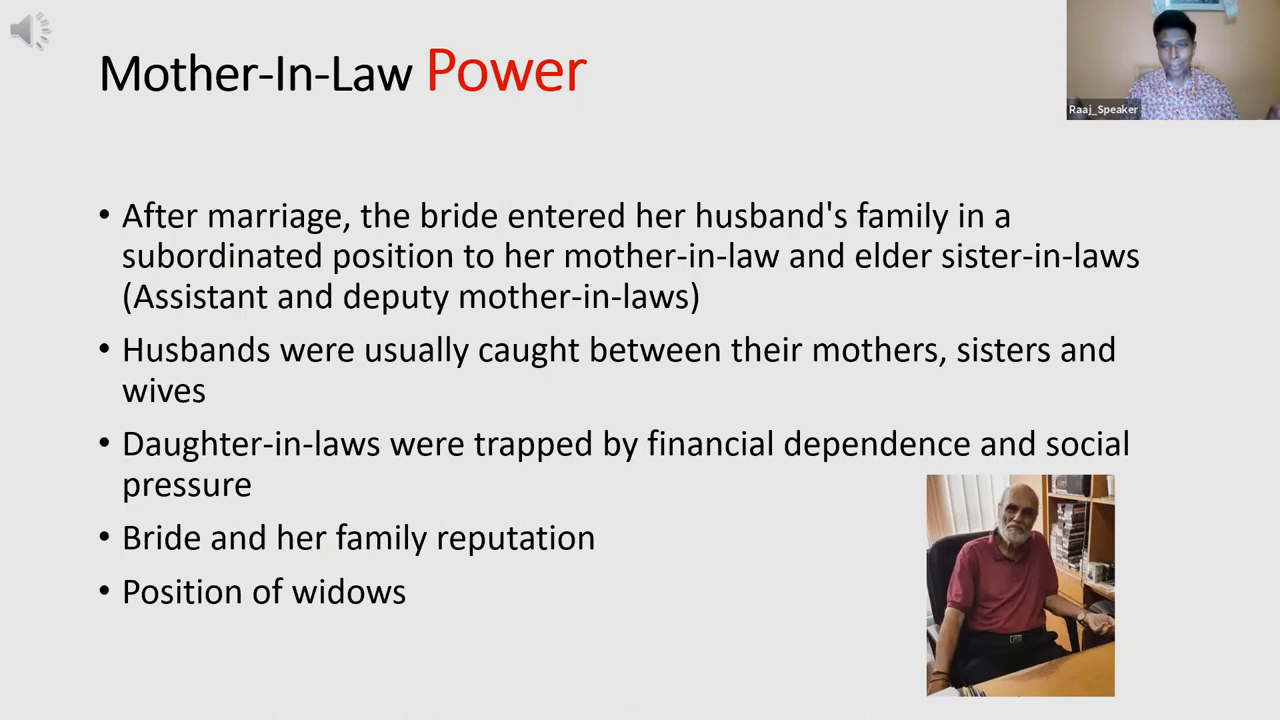 Mother-In-Law Power
Raaj_Speaker
• After marriage, the bride entered her husband's family in a
subordinated position to her mother-in-law and elder sister-in-laws
(Assistant and deputy mother-in-laws)
• Husbands were usually caught between their mothers, sisters and
wives
• Daughter-in-laws were trapped by financial dependence and social
pressure
• Bride and her family reputation
• Position of widows